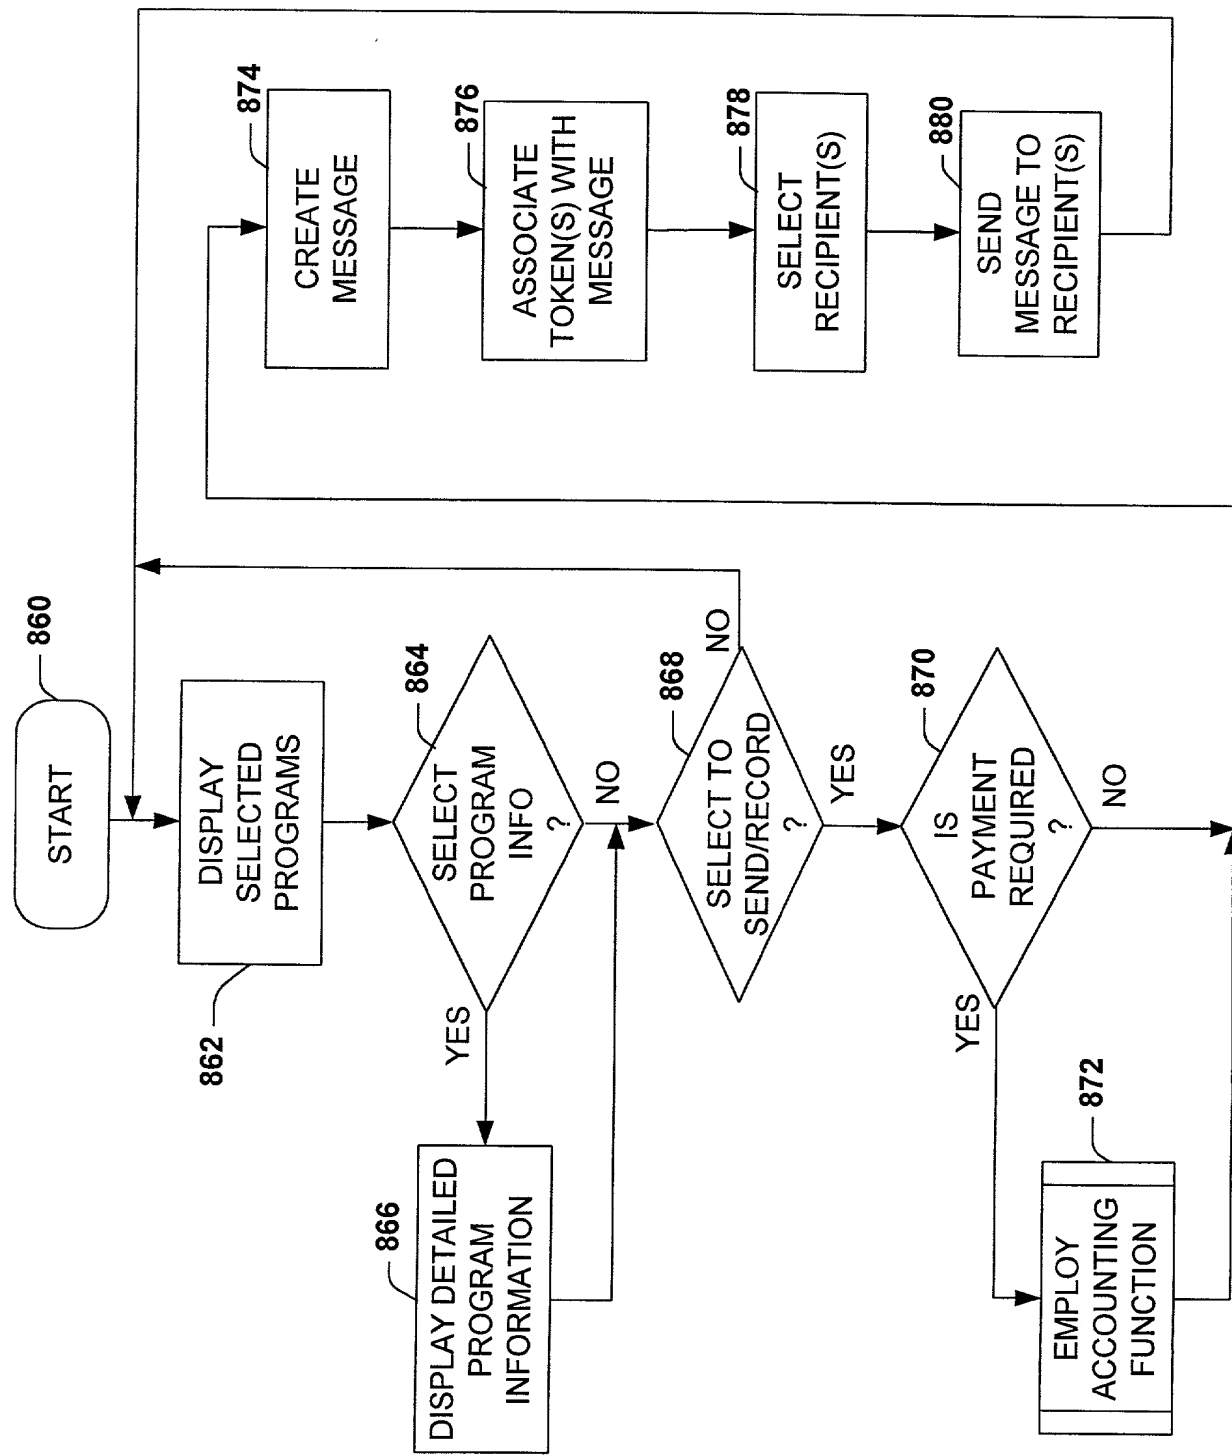 860
START
DISPLAY
SELECTED
PROGRAMS
862
864
SELECT
PROGRAM
INFO
?
YES
NO
866
DISPLAY DETAILED
PROGRAM
INFORMATION
868
SELECT TO
SEND/RECORD
?
NO
YES
870
IS
PAYMENT
REQUIRED
?
YES
NO
872
EMPLOY
ACCOUNTING
FUNCTION
874
CREATE
MESSAGE
876
ASSOCIATE
TOKEN(S) WITH
MESSAGE
878
SELECT
RECIPIENT(S)
880
SEND
MESSAGE TO
RECIPIENT(S)